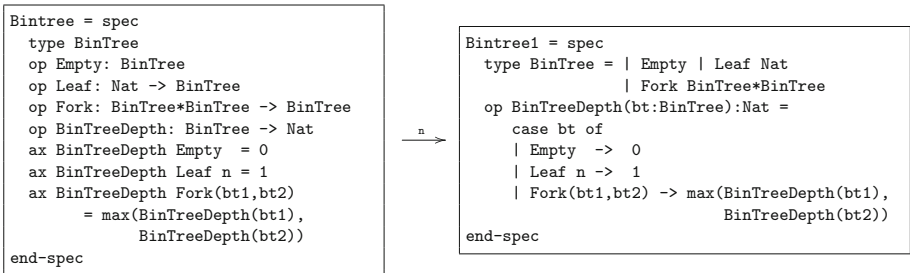 Bintree = spec
  type BinTree
  op Empty: BinTree
  op Leaf: Nat -> BinTree
  op Fork: BinTree*BinTree -> BinTree
  op BinTreeDepth: BinTree -> Nat
  ax BinTreeDepth Empty  = 0
  ax BinTreeDepth Leaf n = 1
  ax BinTreeDepth Fork(bt1,bt2)
        = max(BinTreeDepth(bt1),
              BinTreeDepth(bt2))
end-spec
n
Bintree1 = spec
  type BinTree = | Empty | Leaf Nat
                 | Fork BinTree*BinTree
  op BinTreeDepth(bt:BinTree):Nat =
     case bt of
     | Empty  ->  0
     | Leaf n ->  1
     | Fork(bt1,bt2) -> max(BinTreeDepth(bt1),
                            BinTreeDepth(bt2))
end-spec